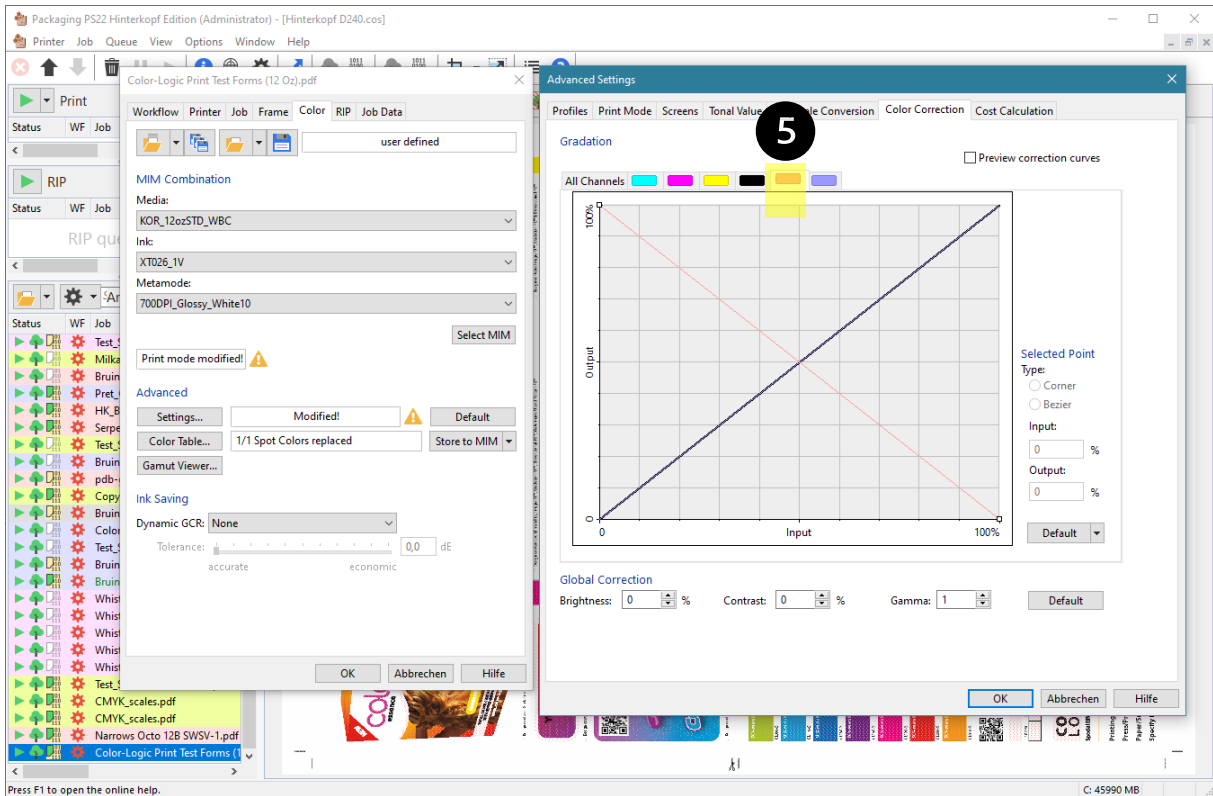 Packaging PS22 Hinterkopf Edition (Administrator) - [Hinterkopf D240.cos]
Printer Job Queue View Options Window Help
Print
Status WF Job
RIP
Status WF Job
RIP qu
Status WF Job
Test_S
Milka
Bruin
Pret_
HK_B
Serpe
Test_S
Bruin
pdb-
Copy
Bruin
Color
Test_S
Bruin
Bruin
Whist
Whist
Whist
Whist
Whist
Test_S
CMYK_scales.pdf
CMYK_scales.pdf
Narrows Octo 12B SWSV-1.pdf
Color-Logic Print Test Forms (1
Press F1 to open the online help.
C: 45990 MB
Color-Logic Print Test Forms (12 Oz).pdf
Workflow Printer Job Frame Color RIP Job Data
user defined
MIM Combination
Media:
KOR_12ozSTD_WBC
Ink:
XT026_1V
Metamode:
700DPI_Glossy_White10
Select MIM
Print mode modified!
Advanced
Settings... Modified! Default
Color Table... 1/1 Spot Colors replaced Store to MIM
Gamut Viewer...
Ink Saving
Dynamic GCR: None
Tolerance: 0,0 dE
accurate economic
OK Abbrechen Hilfe
Advanced Settings
Profiles Print Mode Screens Tonal Value le Conversion Color Correction Cost Calculation
5
Gradation
Preview correction curves
All Channels
100%
Output
0
0 Input 100%
Selected Point
Type:
Corner
Bezier
Input:
0 %
Output:
0 %
Default
Global Correction
Brightness: 0 % Contrast: 0 % Gamma: 1 Default
OK Abbrechen Hilfe